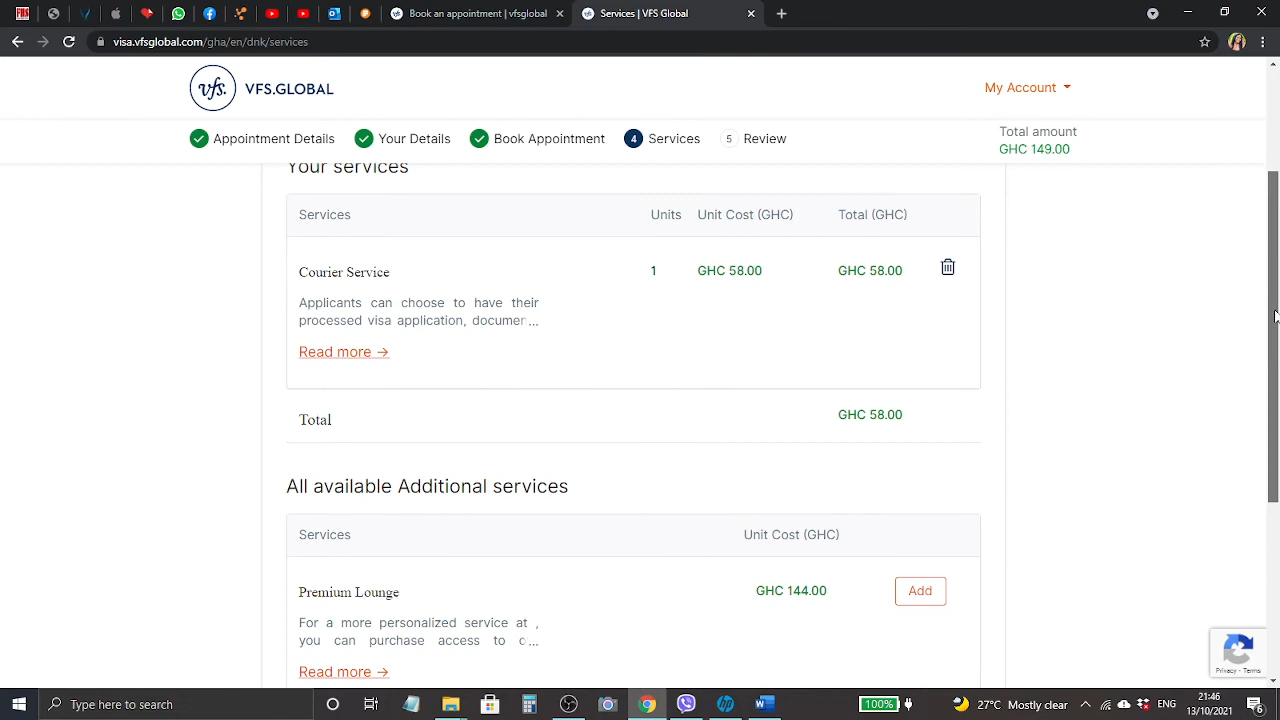 Book an appointment | vfsglobal
Services | VFS Global
visa.vfsglobal.com/gha/en/dnk/services
vfs. VFS.GLOBAL
My Account
Appointment Details
Your Details
Book Appointment
4 Services
5 Review
Total amount
GHC 149.00
Your services
Services Units Unit Cost (GHC) Total (GHC)
Courier Service 1 GHC 58.00 GHC 58.00
Applicants can choose to have their
processed visa application, documen ...
Read more →
Total GHC 58.00
All available Additional services
Services Unit Cost (GHC)
Premium Lounge GHC 144.00 Add
For a more personalized service at ,
you can purchase access to o ...
Read more →
Privacy - Terms
Type here to search
100%
27°C Mostly clear
ENG
21:46
13/10/2021
6